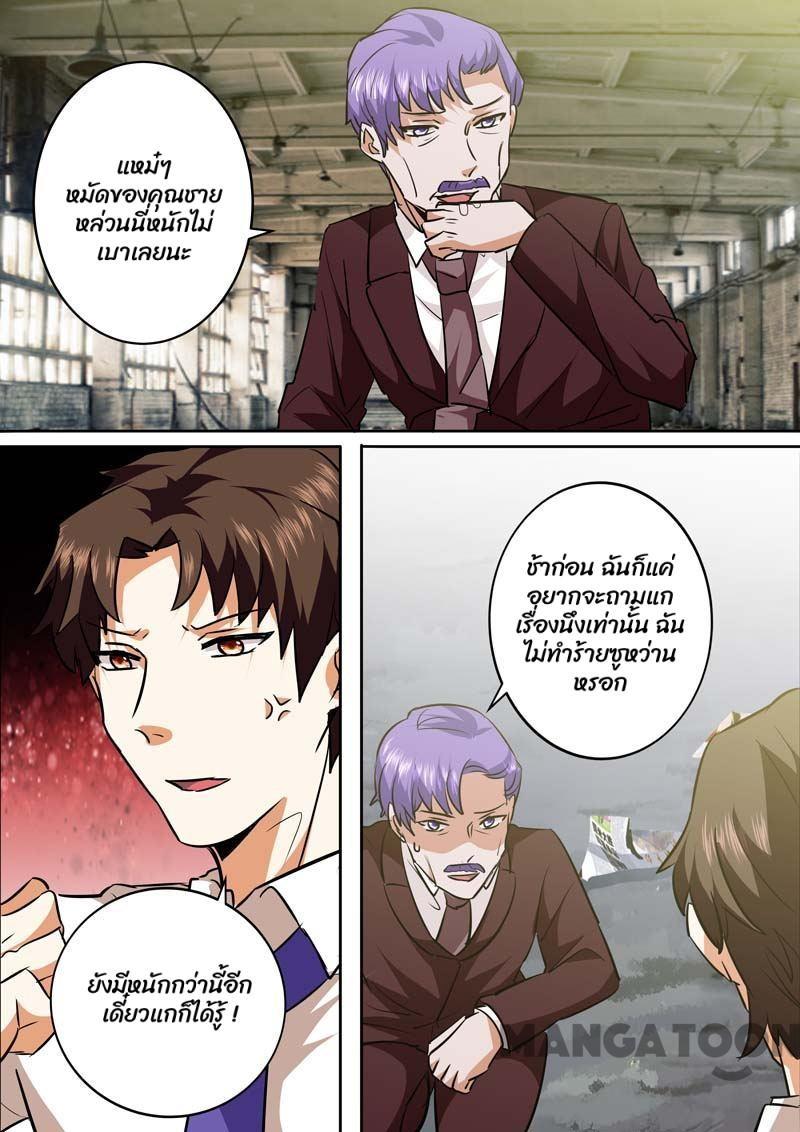 แหม๋ๆ
หมัดของคุณชาย
หล่วนนี่หนักไม่
เบาเลยนะ
ช้าก่อน ฉันก็แค่
อยากจะถามแก
เรื่องนึงเท่านั้น ฉัน
ไม่ทำร้ายซูหว่าน
หรอก
ยังมีหนักกว่านี้อีก
เดี๋ยวแกก็ได้รู้ !
MANGATOON